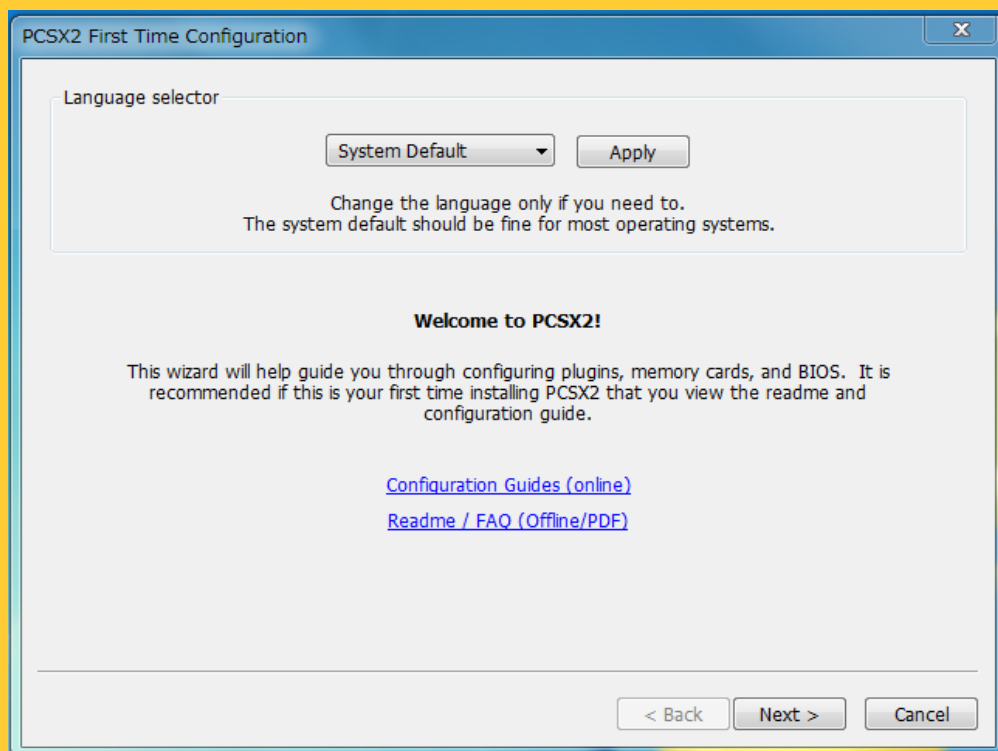 PCSX2 First Time Configuration
Language selector
System Default
Apply
Change the language only if you need to.
The system default should be fine for most operating systems.
Welcome to PCSX2!
This wizard will help guide you through configuring plugins, memory cards, and BIOS.  It is
recommended if this is your first time installing PCSX2 that you view the readme and
configuration guide.
Configuration Guides (online)
Readme / FAQ (Offline/PDF)
< Back
Next >
Cancel